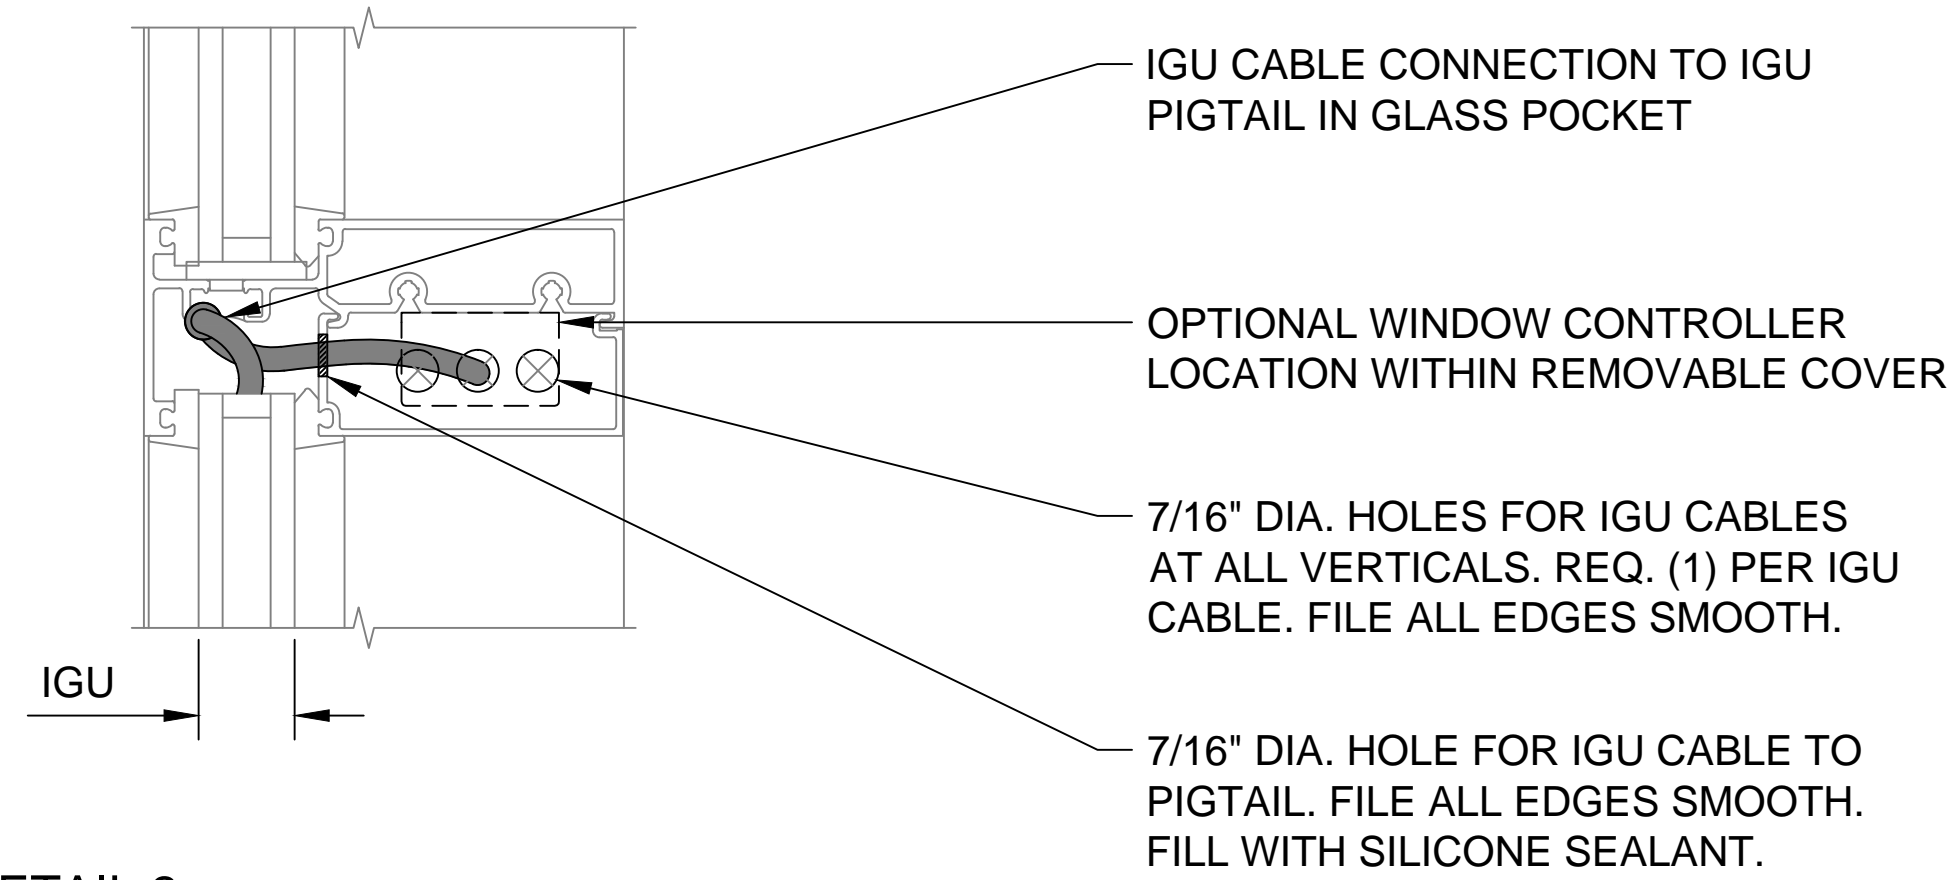 IGU CABLE CONNECTION TO IGU
PIGTAIL IN GLASS POCKET
OPTIONAL WINDOW CONTROLLER
LOCATION WITHIN REMOVABLE COVER
7/16" DIA. HOLES FOR IGU CABLES
AT ALL VERTICALS. REQ. (1) PER IGU
CABLE. FILE ALL EDGES SMOOTH.
IGU
7/16" DIA. HOLE FOR IGU CABLE TO
PIGTAIL. FILE ALL EDGES SMOOTH.
FILL WITH SILICONE SEALANT.